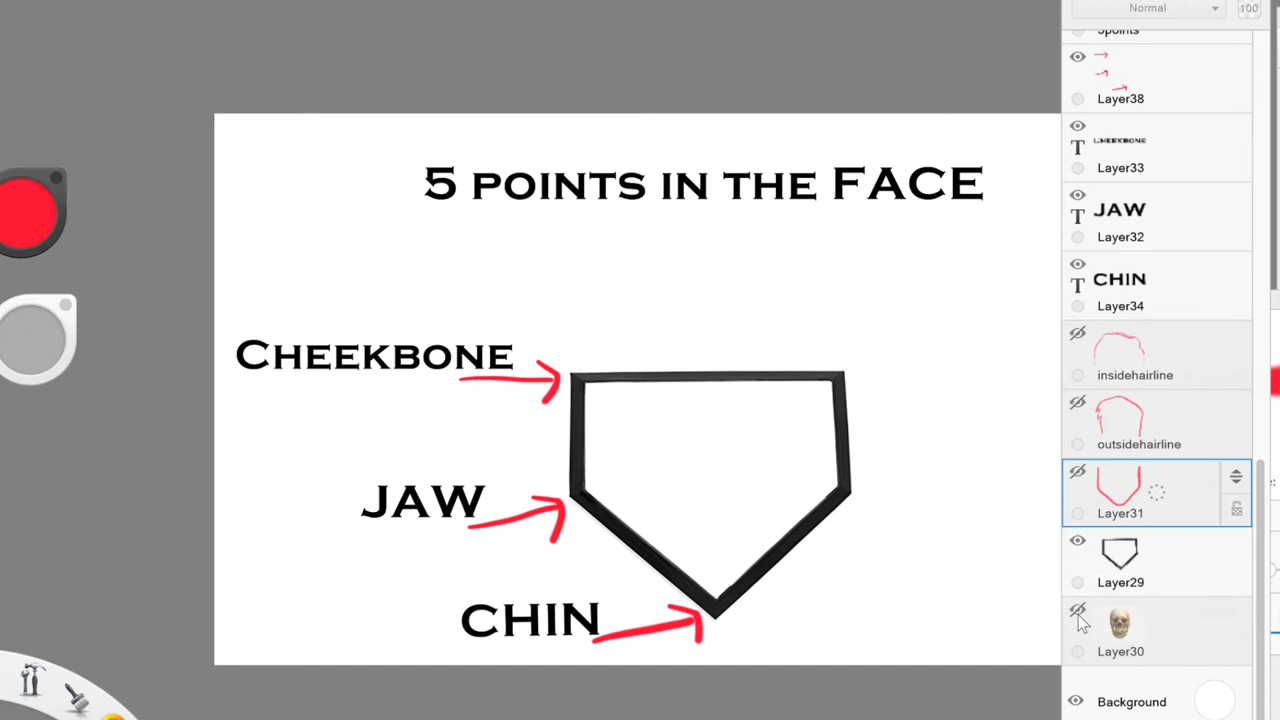 Normal
100
5points
Layer38
5 POINTS IN THE FACE
CHEEKBONE
Layer33
T
JAW
Layer32
T
CHIN
Layer34
T
CHEEKBONE
insidehairline
outsidehairline
JAW
Layer31
Layer29
CHIN
Layer30
Background